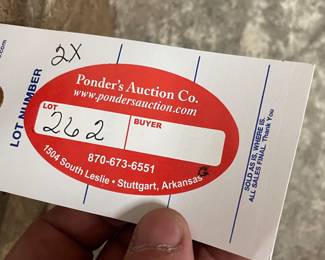 s.com
2X
LOT NUMBER
Ponder's Auction Co.
www.pondersauction.com
LOT
262
BUYER
870-673-6551
1504 South Leslie • Stuttgart, Arkansas
SOLD AS IS, WHERE IS.
ALL SALES FINAL. Thank You